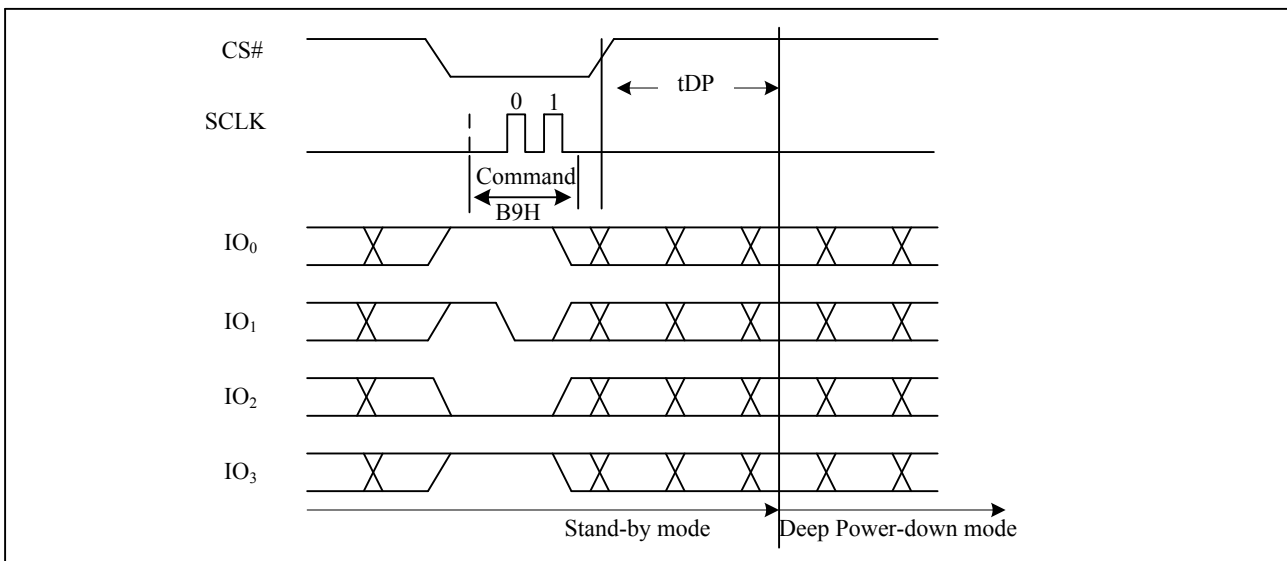 CS#
tDP
0 1
SCLK
Command
B9H
IO₀
IO₁
IO₂
IO₃
Stand-by mode
Deep Power-down mode